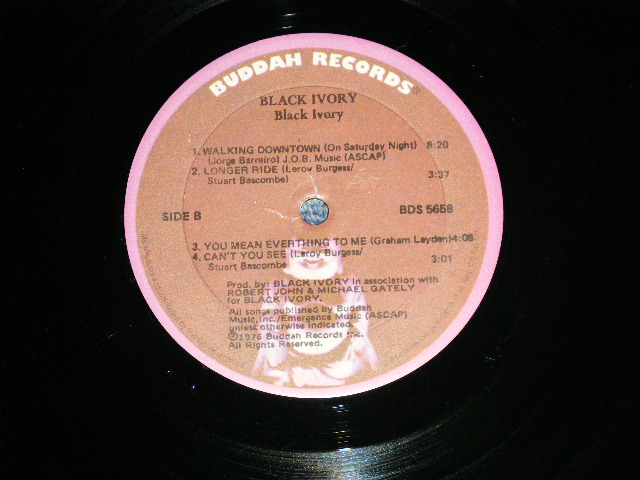 BUDDAH RECORDS
BLACK IVORY
Black Ivory
1. WALKING DOWNTOWN (On Saturday Night) 8:20
(Jorge Barreiro) J.O.B. Music (ASCAP)
2. LONGER RIDE (Leroy Burgess/
Stuart Bascombe) 3:37
SIDE B
BDS 5658
3. YOU MEAN EVERTHING TO ME (Graham Leyden) 4:06
4. CAN'T YOU SEE (Leroy Burgess/
Stuart Bascombe 3:01
Prod. by: BLACK IVORY in association with
ROBERT JOHN & MICHAEL GATELY
for BLACK IVORY.
All songs published by Buddah
Music, Inc./Emergence Music (ASCAP)
unless otherwise indicated.
℗1976 Buddah Records Inc.
All Rights Reserved.